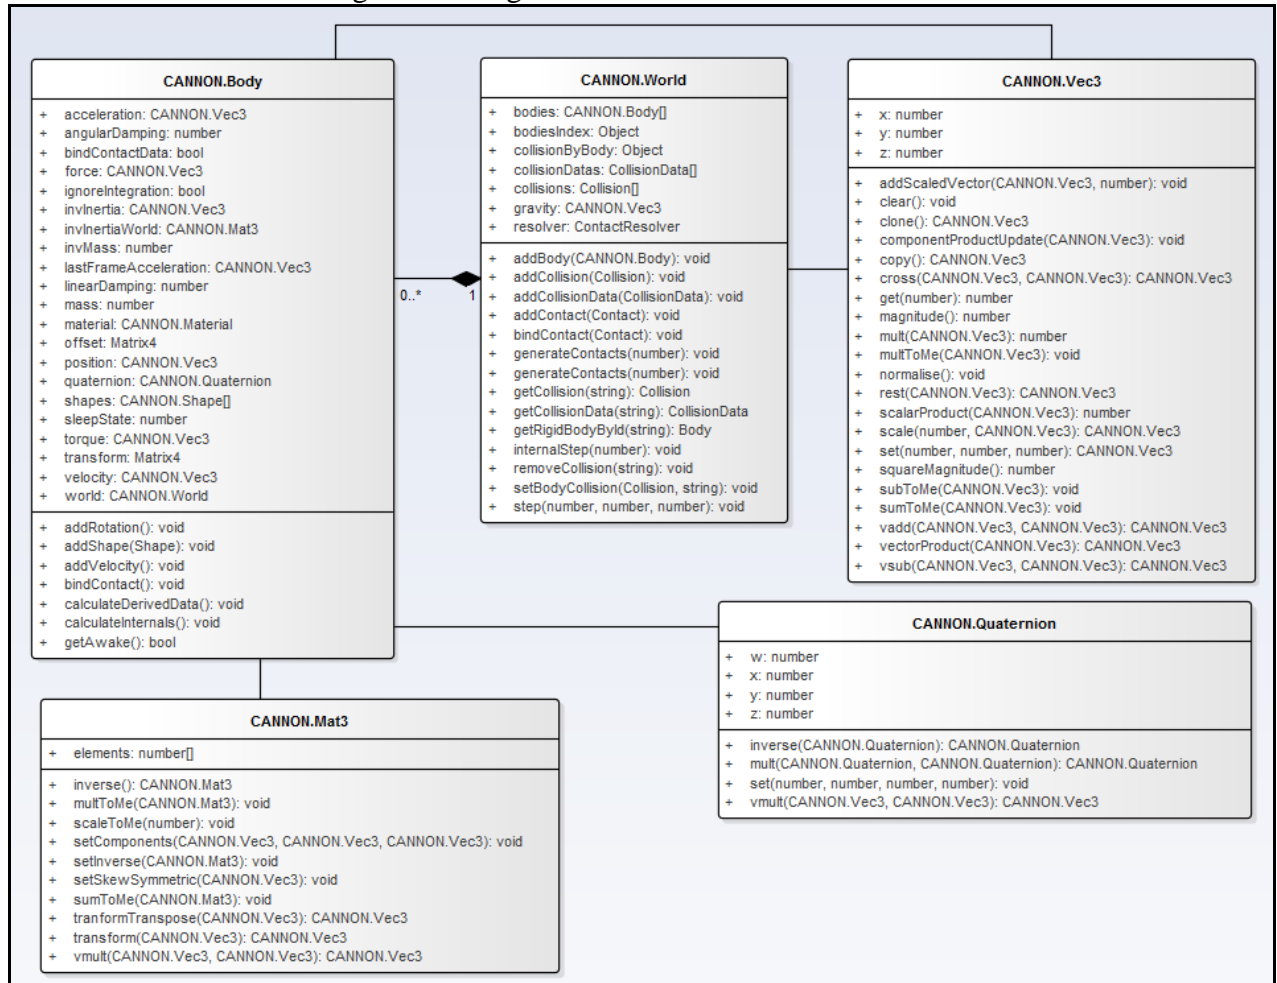 CANNON.Body
+ acceleration: CANNON.Vec3
+ angularDamping: number
+ bindContactData: bool
+ force: CANNON.Vec3
+ ignoreIntegration: bool
+ invInertia: CANNON.Vec3
+ invInertiaWorld: CANNON.Mat3
+ invMass: number
+ lastFrameAcceleration: CANNON.Vec3
+ linearDamping: number
+ mass: number
+ material: CANNON.Material
+ offset: Matrix4
+ position: CANNON.Vec3
+ quaternion: CANNON.Quaternion
+ shapes: CANNON.Shape[]
+ sleepState: number
+ torque: CANNON.Vec3
+ transform: Matrix4
+ velocity: CANNON.Vec3
+ world: CANNON.World
+ addRotation(): void
+ addShape(Shape): void
+ addVelocity(): void
+ bindContact(): void
+ calculateDerivedData(): void
+ calculateInternals(): void
+ getAwake(): bool
0..*
1
CANNON.World
+ bodies: CANNON.Body[]
+ bodiesIndex: Object
+ collisionByBody: Object
+ collisionDatas: CollisionData[]
+ collisions: Collision[]
+ gravity: CANNON.Vec3
+ resolver: ContactResolver
+ addBody(CANNON.Body): void
+ addCollision(Collision): void
+ addCollisionData(CollisionData): void
+ addContact(Contact): void
+ bindContact(Contact): void
+ generateContacts(number): void
+ generateContacts(number): void
+ getCollision(string): Collision
+ getCollisionData(string): CollisionData
+ getRigidBodyById(string): Body
+ internalStep(number): void
+ removeCollision(string): void
+ setBodyCollision(Collision, string): void
+ step(number, number, number): void
CANNON.Vec3
+ x: number
+ y: number
+ z: number
+ addScaledVector(CANNON.Vec3, number): void
+ clear(): void
+ clone(): CANNON.Vec3
+ componentProductUpdate(CANNON.Vec3): void
+ copy(): CANNON.Vec3
+ cross(CANNON.Vec3, CANNON.Vec3): CANNON.Vec3
+ get(number): number
+ magnitude(): number
+ mult(CANNON.Vec3): number
+ multToMe(CANNON.Vec3): void
+ normalise(): void
+ rest(CANNON.Vec3): CANNON.Vec3
+ scalarProduct(CANNON.Vec3): number
+ scale(number, CANNON.Vec3): CANNON.Vec3
+ set(number, number, number): CANNON.Vec3
+ squareMagnitude(): number
+ subToMe(CANNON.Vec3): void
+ sumToMe(CANNON.Vec3): void
+ vadd(CANNON.Vec3, CANNON.Vec3): CANNON.Vec3
+ vectorProduct(CANNON.Vec3): CANNON.Vec3
+ vsub(CANNON.Vec3, CANNON.Vec3): CANNON.Vec3
CANNON.Quaternion
+ w: number
+ x: number
+ y: number
+ z: number
+ inverse(CANNON.Quaternion): CANNON.Quaternion
+ mult(CANNON.Quaternion, CANNON.Quaternion): CANNON.Quaternion
+ set(number, number, number, number): void
+ vmult(CANNON.Vec3, CANNON.Vec3): CANNON.Vec3
CANNON.Mat3
+ elements: number[]
+ inverse(): CANNON.Mat3
+ multToMe(CANNON.Mat3): void
+ scaleToMe(number): void
+ setComponents(CANNON.Vec3, CANNON.Vec3, CANNON.Vec3): void
+ setInverse(CANNON.Mat3): void
+ setSkewSymmetric(CANNON.Vec3): void
+ sumToMe(CANNON.Mat3): void
+ tranformTranspose(CANNON.Vec3): CANNON.Vec3
+ transform(CANNON.Vec3): CANNON.Vec3
+ vmult(CANNON.Vec3, CANNON.Vec3): CANNON.Vec3